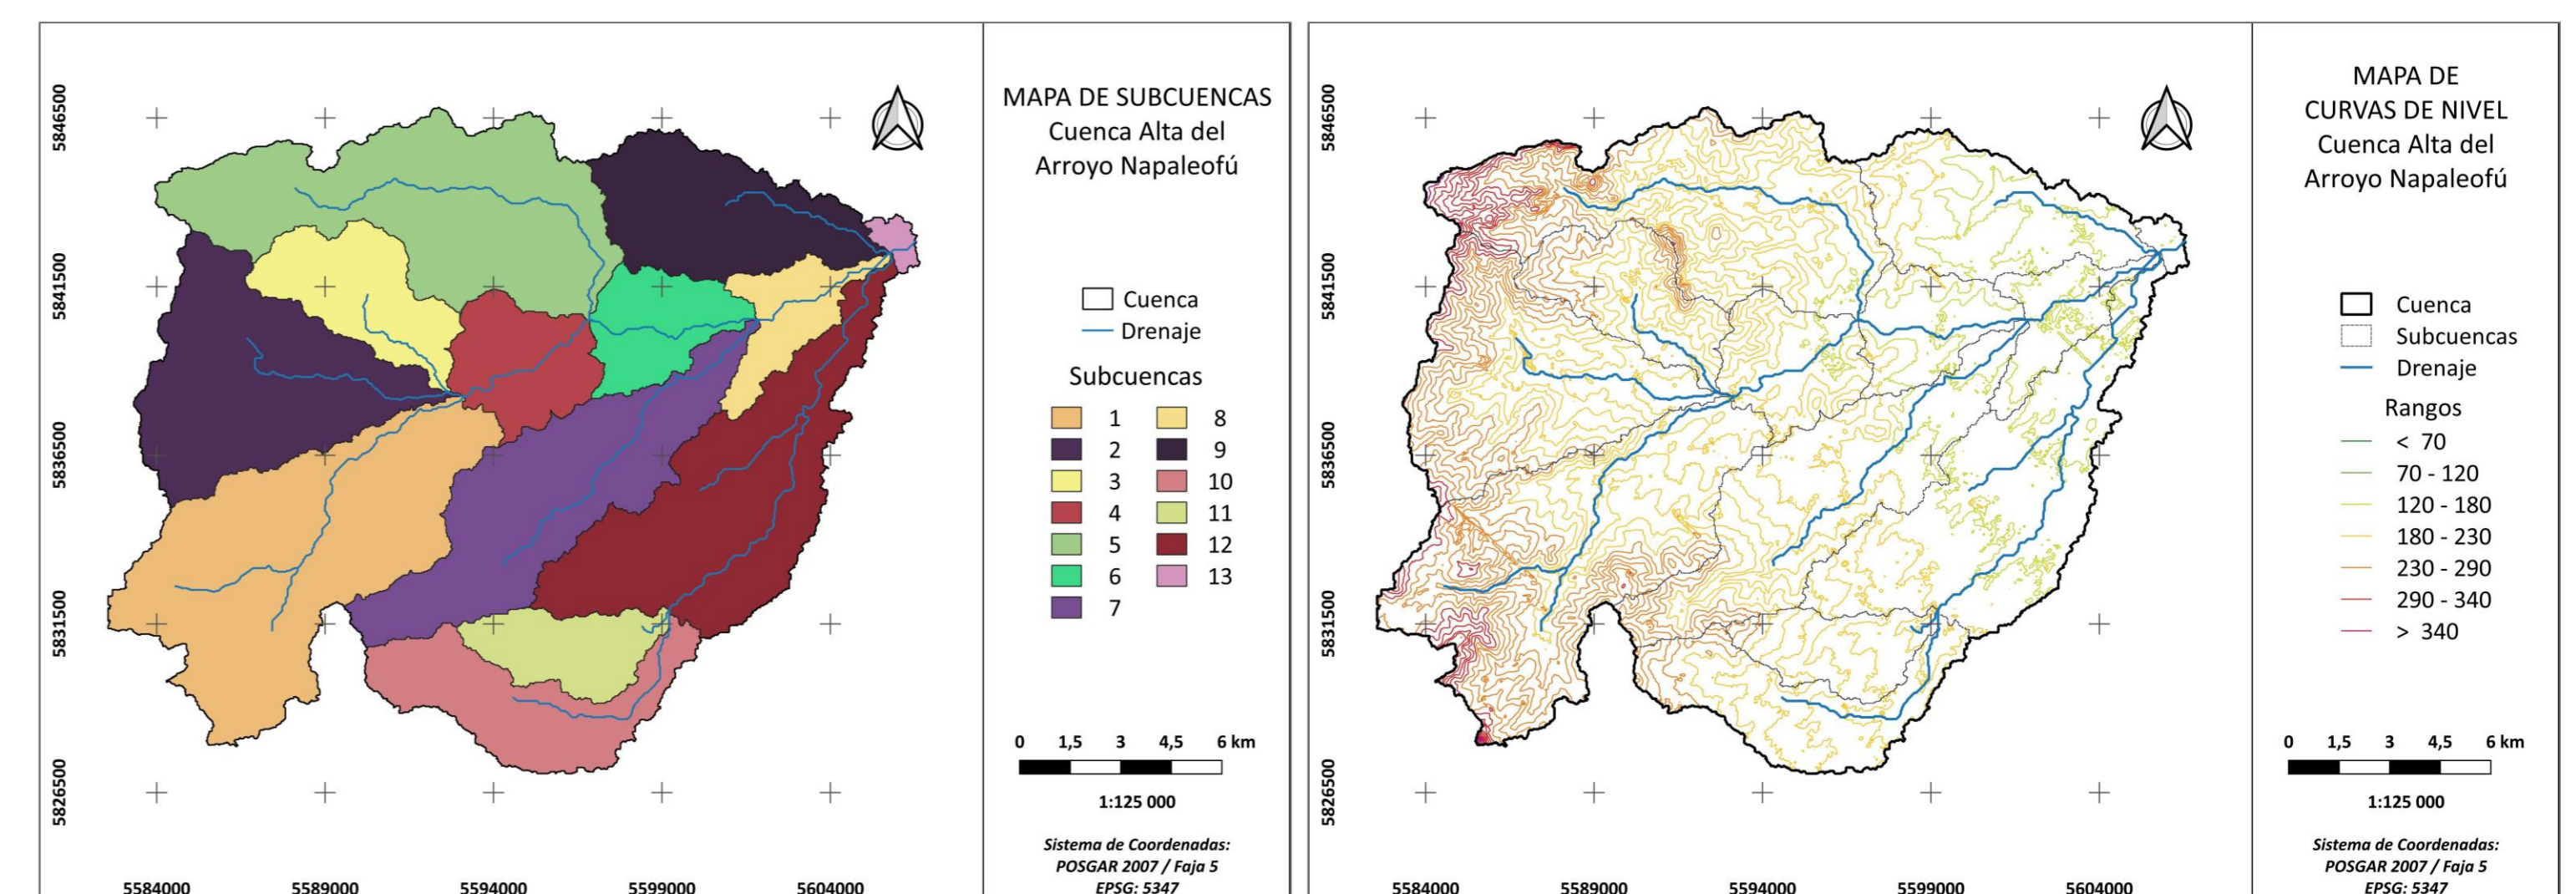 MAPA DE SUBCUENCAS
Cuenca Alta del
Arroyo Napaleofú
Cuenca
Drenaje
Subcuencas
1 8
2 9
3 10
4 11
5 12
6 13
7
0 1,5 3 4,5 6 km
1:125 000
Sistema de Coordenadas:
POSGAR 2007 / Faja 5
EPSG: 5347
5846500
5841500
5836500
5831500
5826500
5584000 5589000 5594000 5599000 5604000
MAPA DE
CURVAS DE NIVEL
Cuenca Alta del
Arroyo Napaleofú
Cuenca
Subcuencas
Drenaje
Rangos
< 70
70 - 120
120 - 180
180 - 230
230 - 290
290 - 340
> 340
0 1,5 3 4,5 6 km
1:125 000
Sistema de Coordenadas:
POSGAR 2007 / Faja 5
EPSG: 5347
5846500
5841500
5836500
5831500
5826500
5584000 5589000 5594000 5599000 5604000